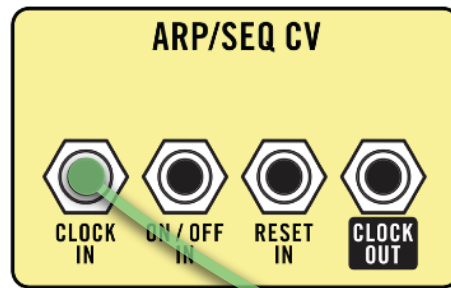 ARP/SEQ CV
CLOCK IN
ON / OFF IN
RESET IN
CLOCK OUT